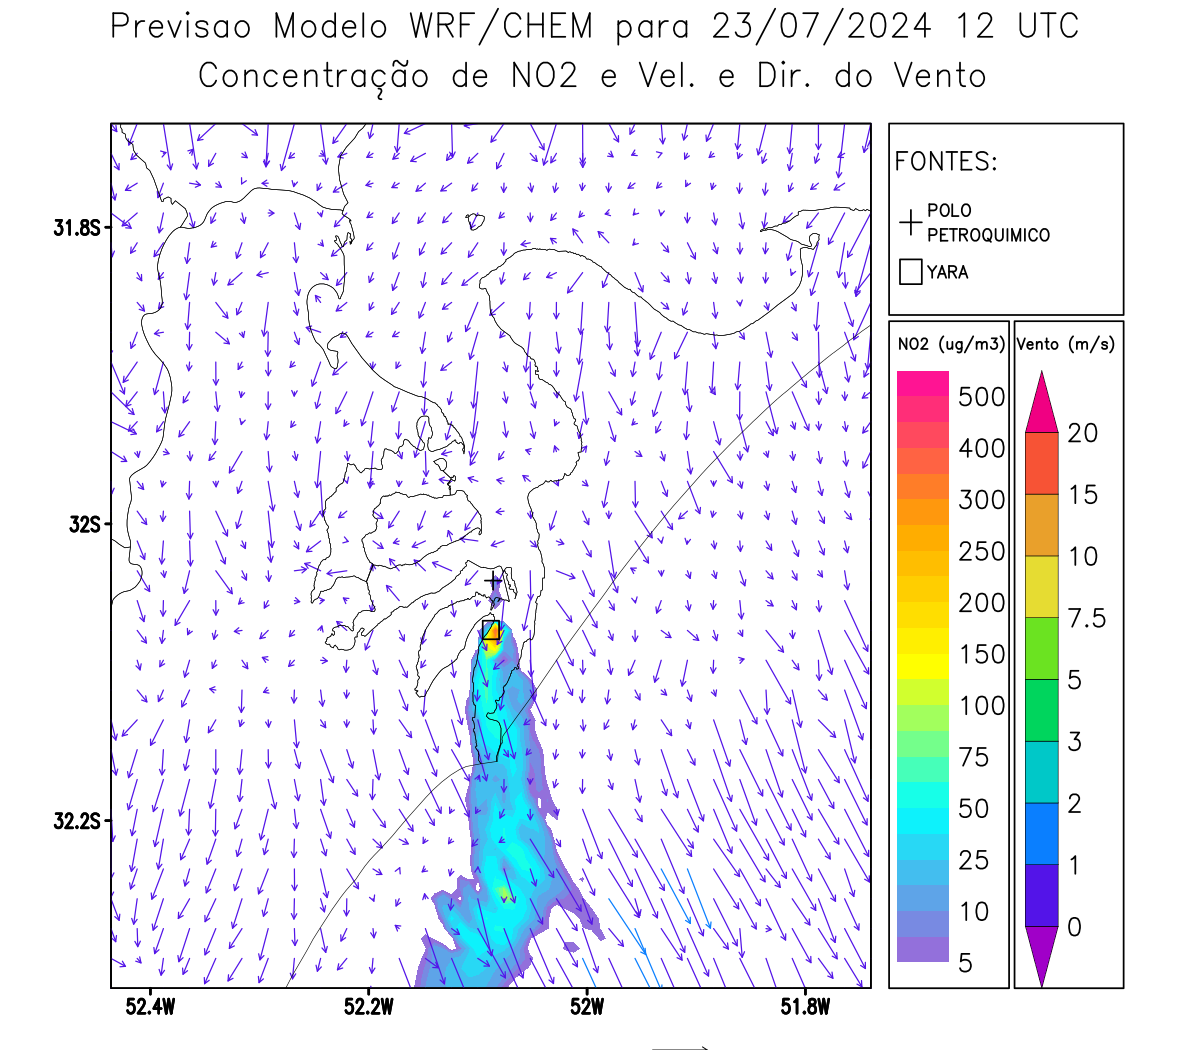 Previsao Modelo WRF/CHEM para 23/07/2024 12 UTC
Concentração de NO2 e Vel. e Dir. do Vento
FONTES:
POLO
PETROQUIMICO
YARA
NO2 (ug/m3)
500
400
300
250
200
150
100
75
50
25
10
5
Vento (m/s)
20
15
10
7.5
5
3
2
1
0
31.8S
32S
32.2S
52.4W
52.2W
52W
51.8W